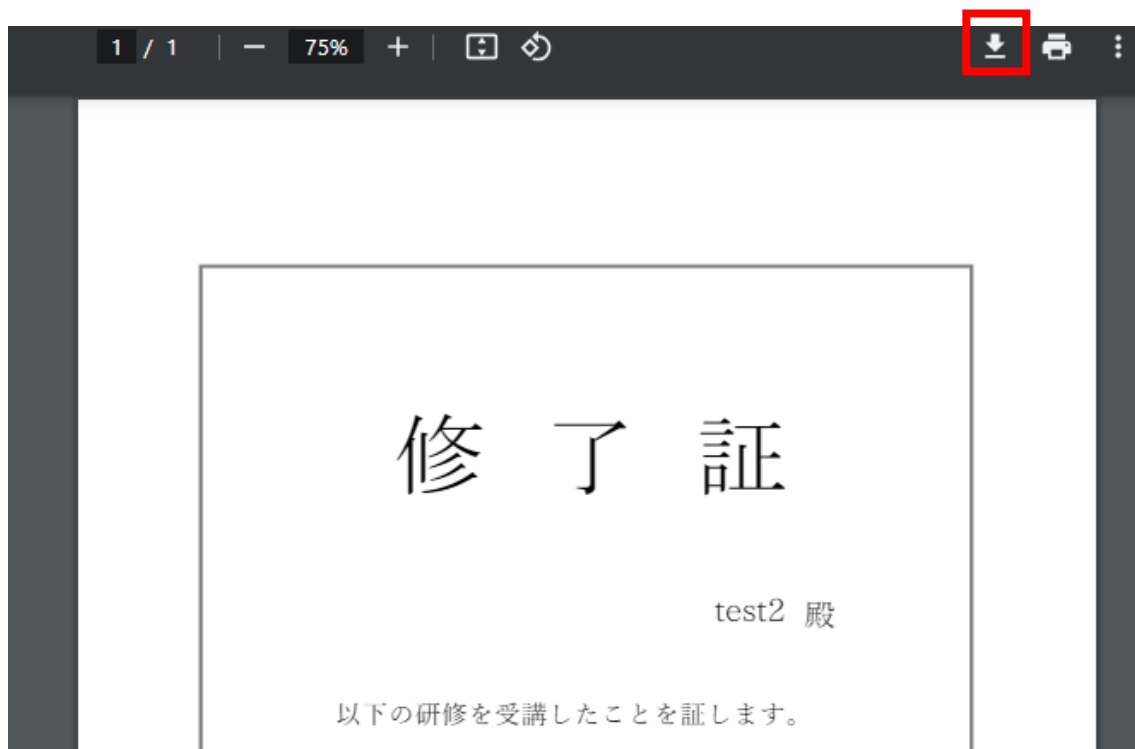 1 / 1 | − 75% + |
修 了 証
test2 殿
以下の研修を受講したことを証します。